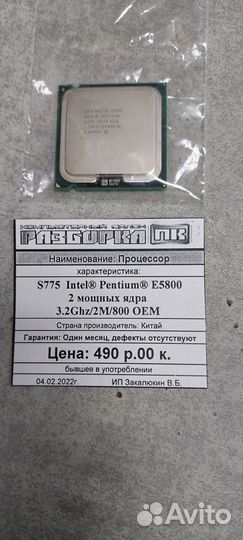 КОМПЬЮТЕРНЫЙ
РАЗБОРКА ПК
Наименование: Процессор
характеристика:
S775 Intel® Pentium® E5800
2 мощных ядра
3.2Ghz/2M/800 OEM
Страна производитель: Китай
Гарантия: Один месяц, дефекты отсутствуют
Цена: 490 р.00 к.
бывшее в употреблении
04.02.2022г. ИП Закалюкин В.Б.
Avito